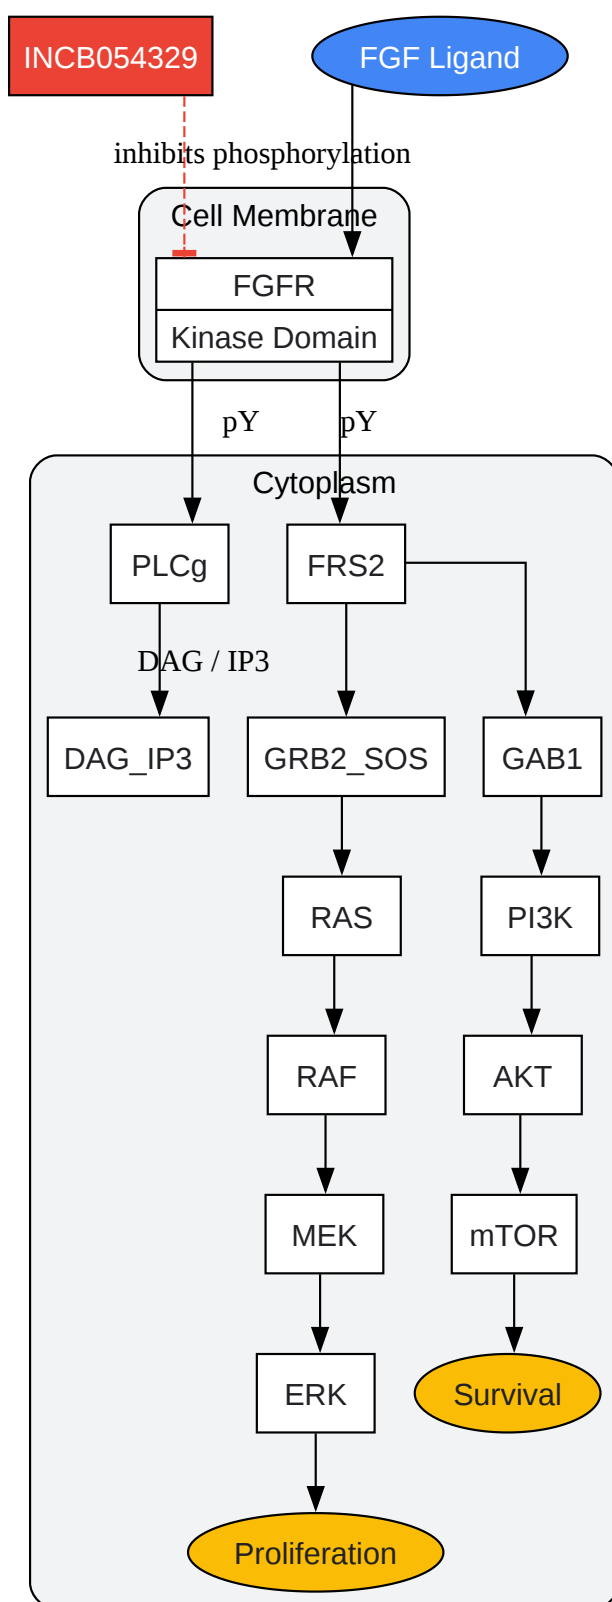 INCB054329
FGF Ligand
inhibits phosphorylation
Cell Membrane
FGFR
Kinase Domain
pY
pY
Cytoplasm
PLCg
FRS2
DAG / IP3
DAG_IP3
GRB2_SOS
GAB1
RAS
PI3K
RAF
AKT
MEK
mTOR
ERK
Survival
Proliferation